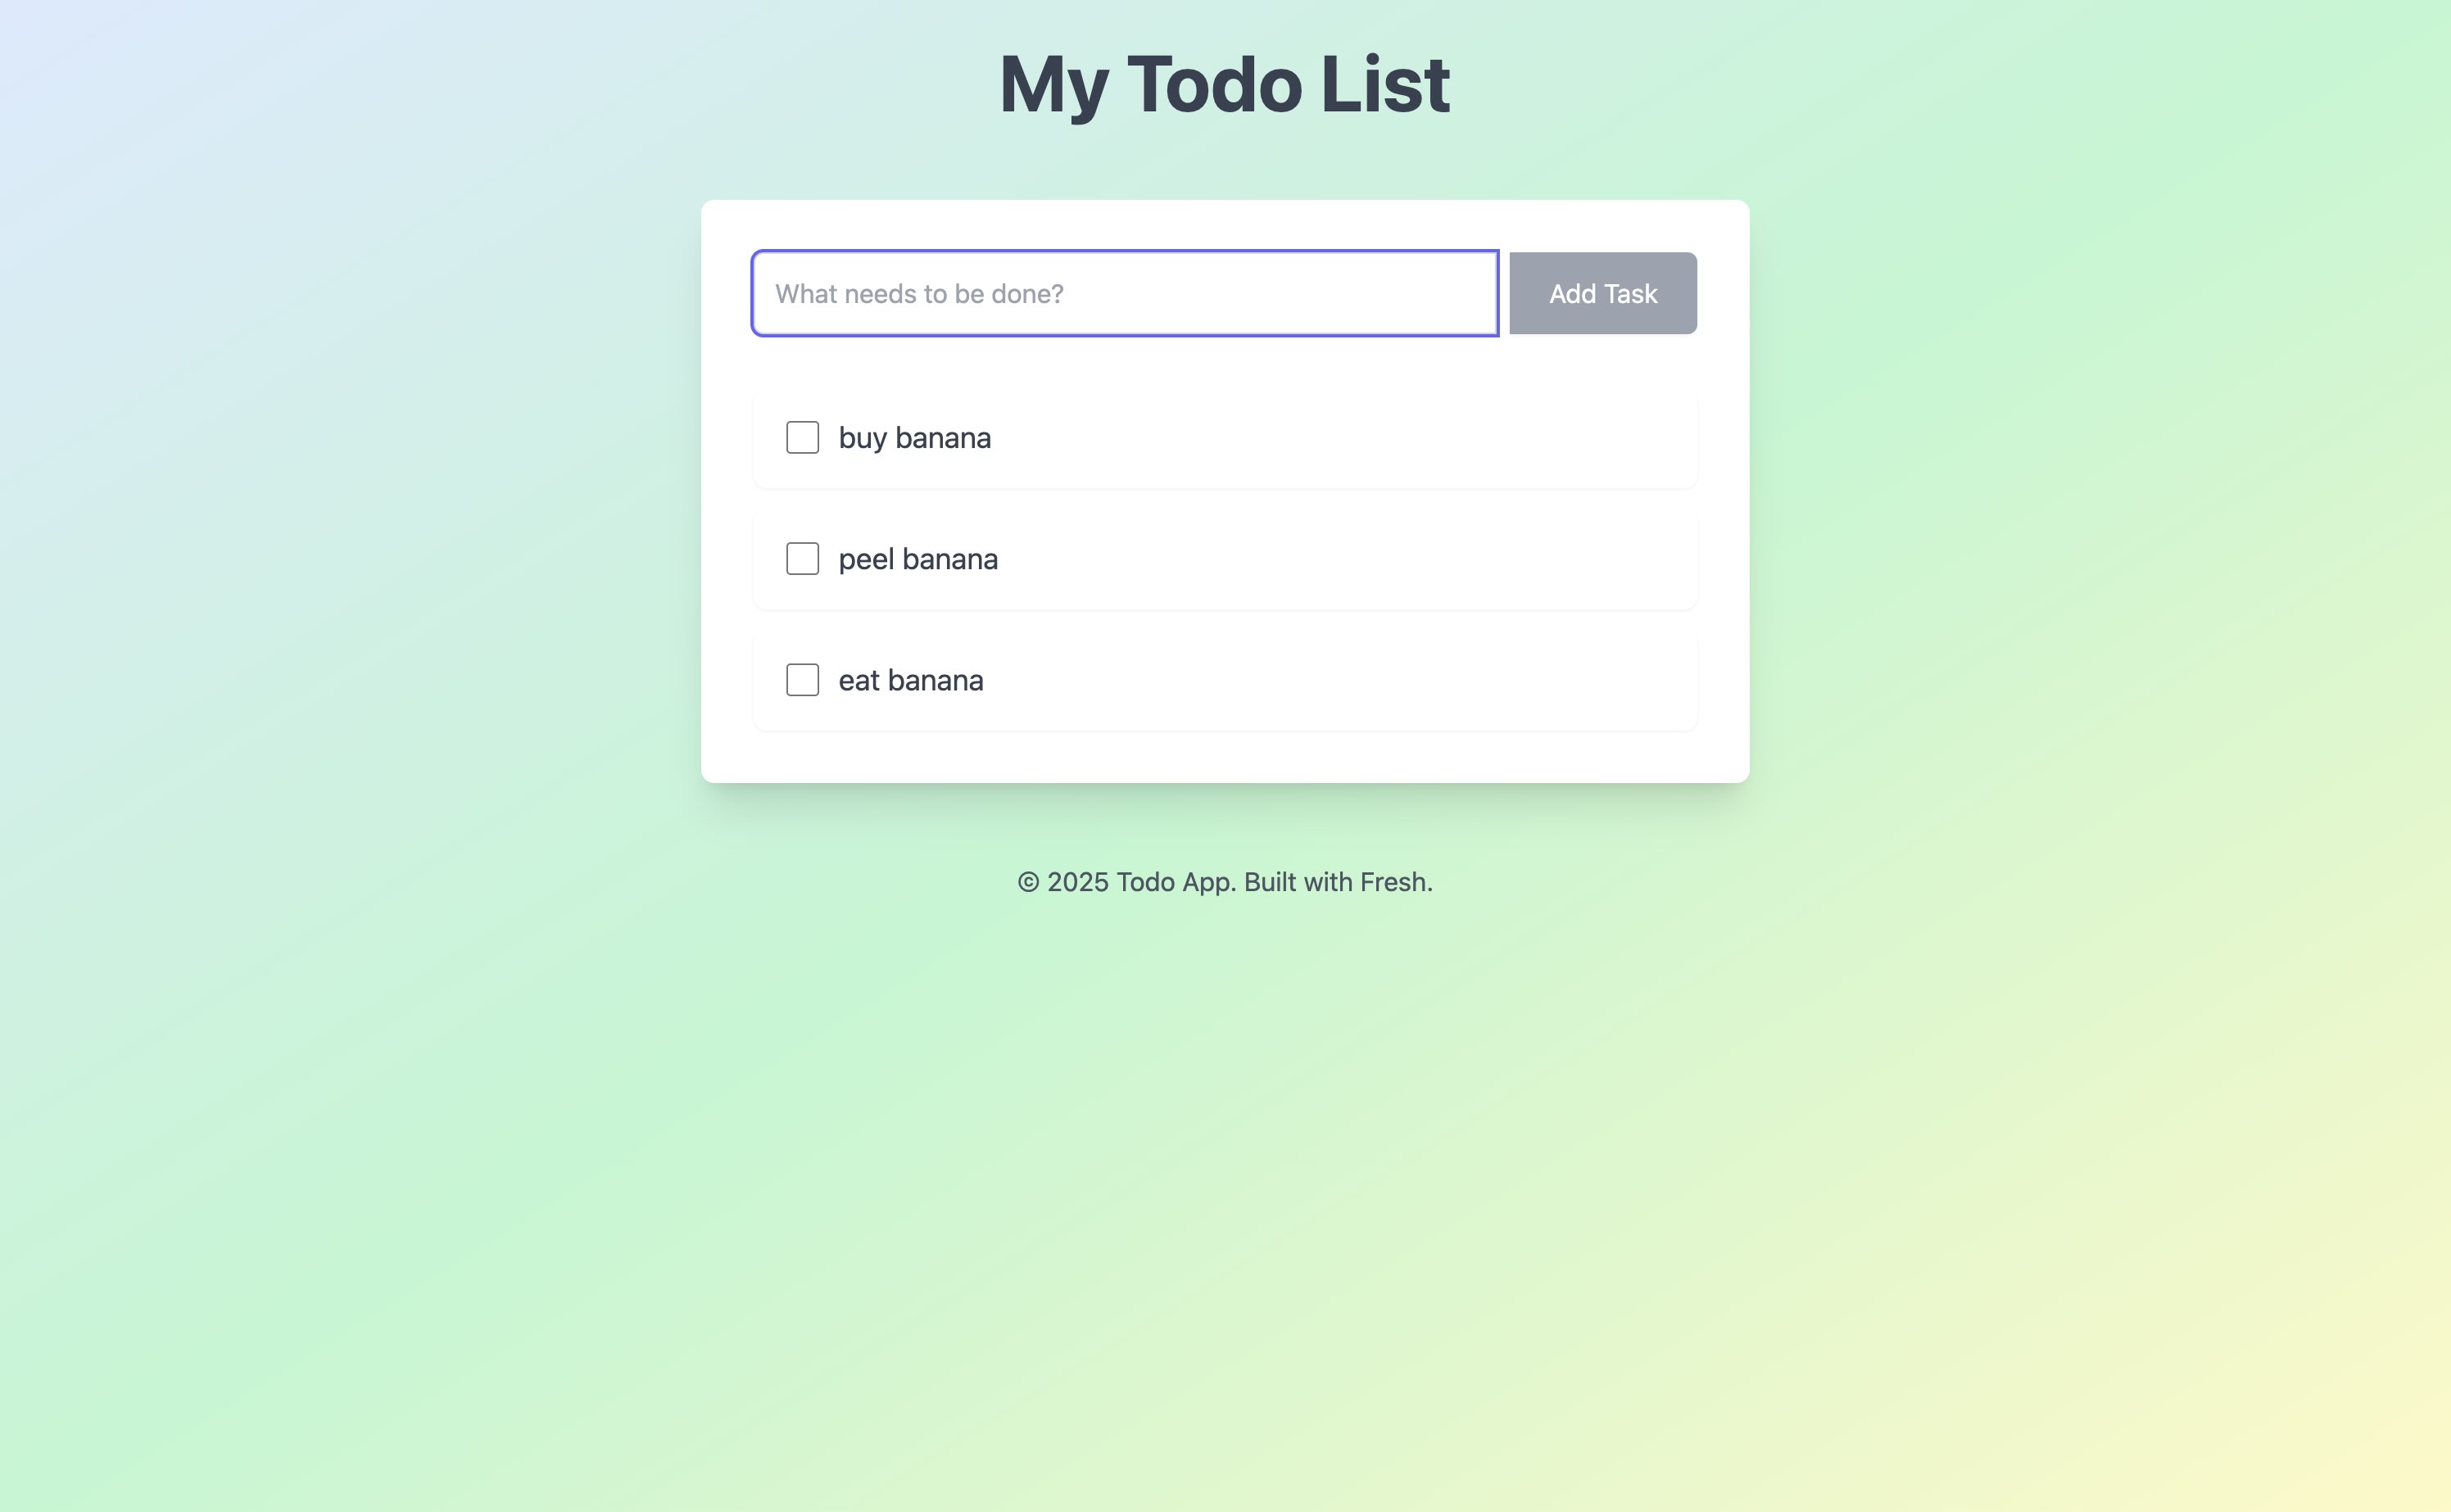 My Todo List
What needs to be done?
Add Task
buy banana
peel banana
eat banana
© 2025 Todo App. Built with Fresh.